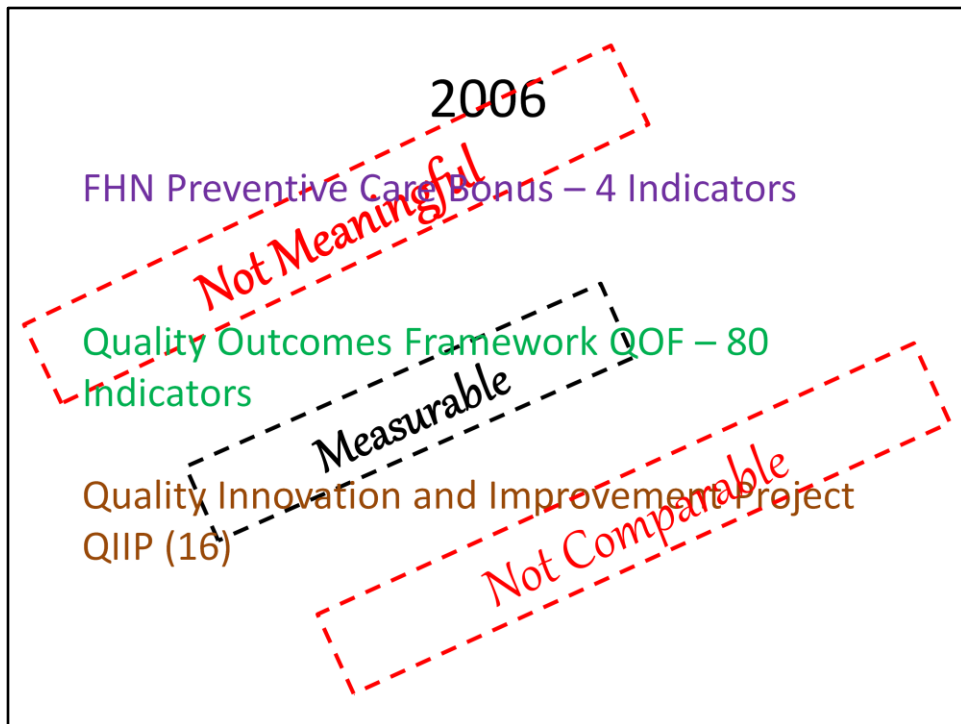 2006
FHN Preventive Care Bonus – 4 Indicators
Not Meaningful
Quality Outcomes Framework QOF – 80
Indicators
Measurable
Quality Innovation and Improvement Project
QIIP (16)
Not Comparable